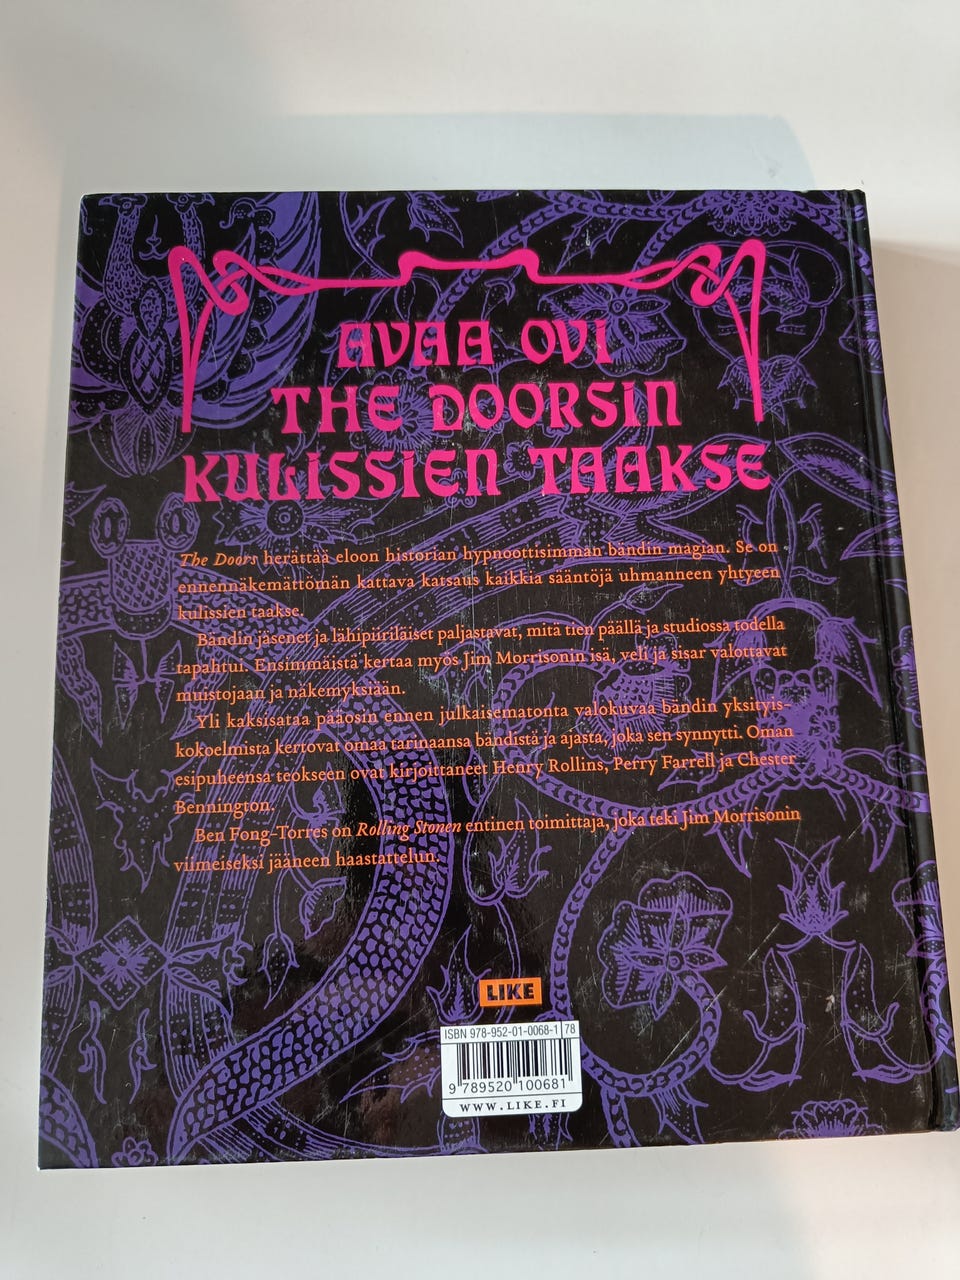 AVAA OVI
THE DOORSIN
KULISSIEN TAAKSE
The Doors herättää eloon historian hypnoottisimman bändin magian. Se on
ennennäkemättömän kattava katsaus kaikkia sääntöjä uhmanneen yhtyeen
kulissien taakse.
Bändin jäsenet ja lähipiiriläiset paljastavat, mitä tien päällä ja studiossa todella
tapahtui. Ensimmäistä kertaa myös Jim Morrisonin isä, veli ja sisar valottavat
muistojaan ja näkemyksiään.
Yli kaksisataa pääosin ennen julkaisematonta valokuvaa bändin yksityis-
kokoelmista kertovat omaa tarinaansa bändistä ja ajasta, joka sen synnytti. Oman
esipuheensa teokseen ovat kirjoittaneet Henry Rollins, Perry Farrell ja Chester
Bennington.
Ben Fong-Torres on Rolling Stonen entinen toimittaja, joka teki Jim Morrisonin
viimeiseksi jääneen haastattelun.
LIKE
ISBN 978-952-01-0068-1 78
9 789520 100681
WWW.LIKE.FI